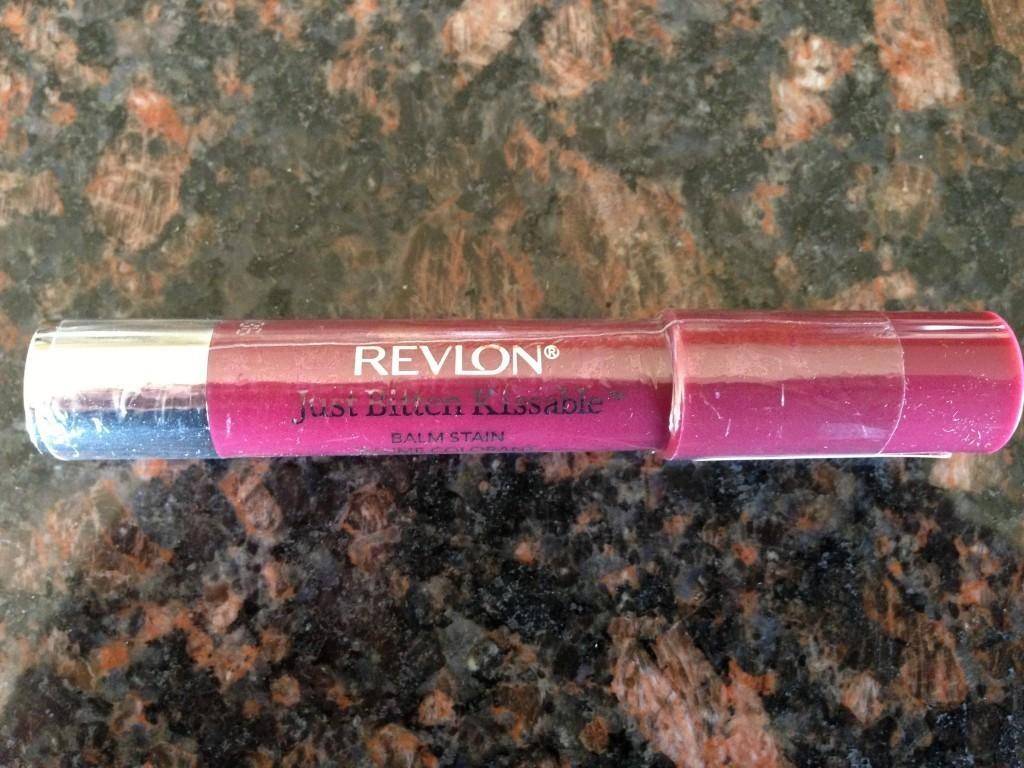 REVLON®
Just Bitten Kissable™
BALM STAIN